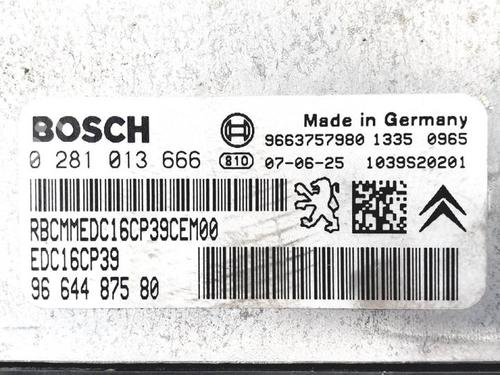 BOSCH
Made in Germany
9663757980 1335 0965
0 281 013 666 810 07-06-25 1039S20201
RBCMMEDC16CP39CEM00
EDC16CP39
96 644 875 80